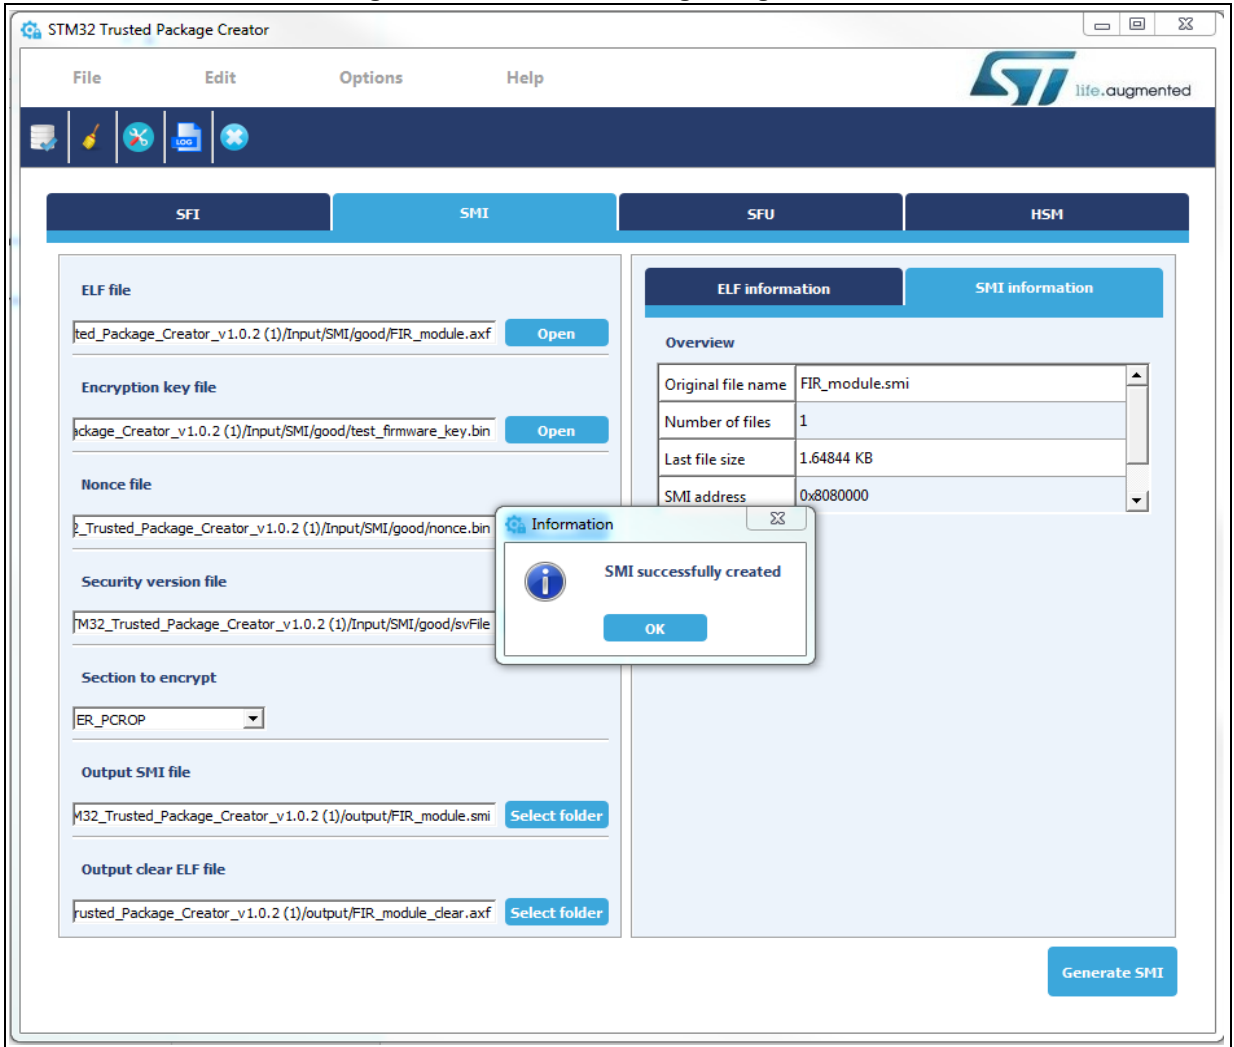 STM32 Trusted Package Creator
File Edit Options Help
life.augmented
LOG
SFI SMI SFU HSM
ELF file
ted_Package_Creator_v1.0.2 (1)/Input/SMI/good/FIR_module.axf Open
Encryption key file
ackage_Creator_v1.0.2 (1)/Input/SMI/good/test_firmware_key.bin Open
Nonce file
2_Trusted_Package_Creator_v1.0.2 (1)/Input/SMI/good/nonce.bin
Security version file
TM32_Trusted_Package_Creator_v1.0.2 (1)/Input/SMI/good/svFile
Section to encrypt
ER_PCROP
Output SMI file
M32_Trusted_Package_Creator_v1.0.2 (1)/output/FIR_module.smi Select folder
Output clear ELF file
rusted_Package_Creator_v1.0.2 (1)/output/FIR_module_clear.axf Select folder
ELF information SMI information
Overview
Original file name FIR_module.smi
Number of files 1
Last file size 1.64844 KB
SMI address 0x8080000
Information
SMI successfully created
OK
Generate SMI